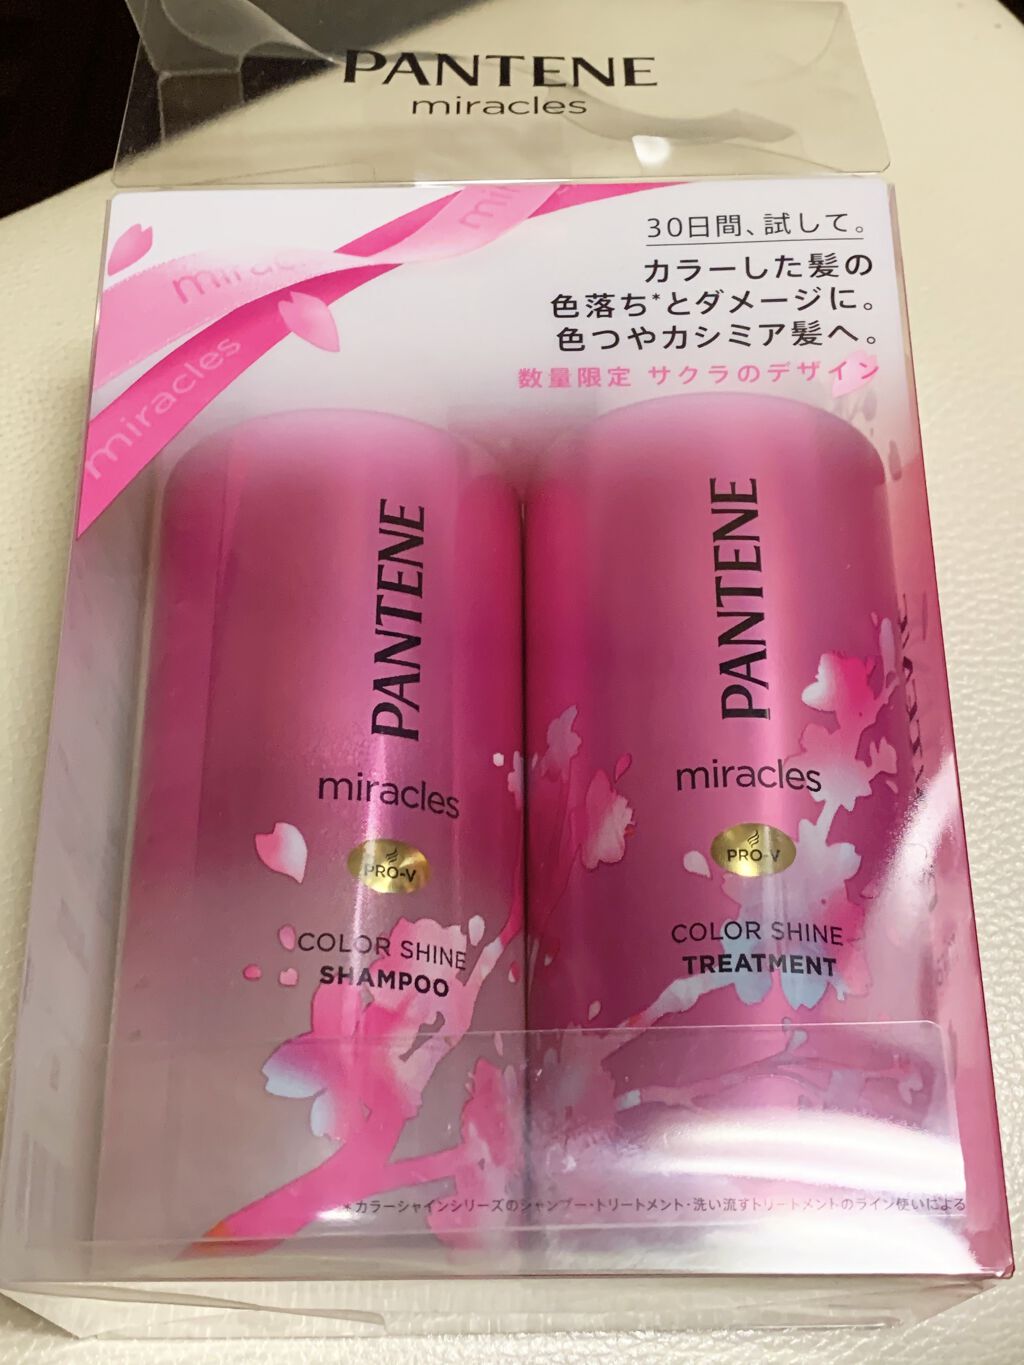 PANTENE
miracles
mi
miracles
miracles
30日間、試して。
カラーした髪の
色落ち*とダメージに。
色つやカシミア髪へ。
数量限定 サクラのデザイン
PANTENE
miracles
PRO-V
COLOR SHINE
SHAMPOO
PANTENE
miracles
PRO-V
COLOR SHINE
TREATMENT
*カラーシャインシリーズのシャンプー・トリートメント・洗い流すトリートメントのライン使いによる